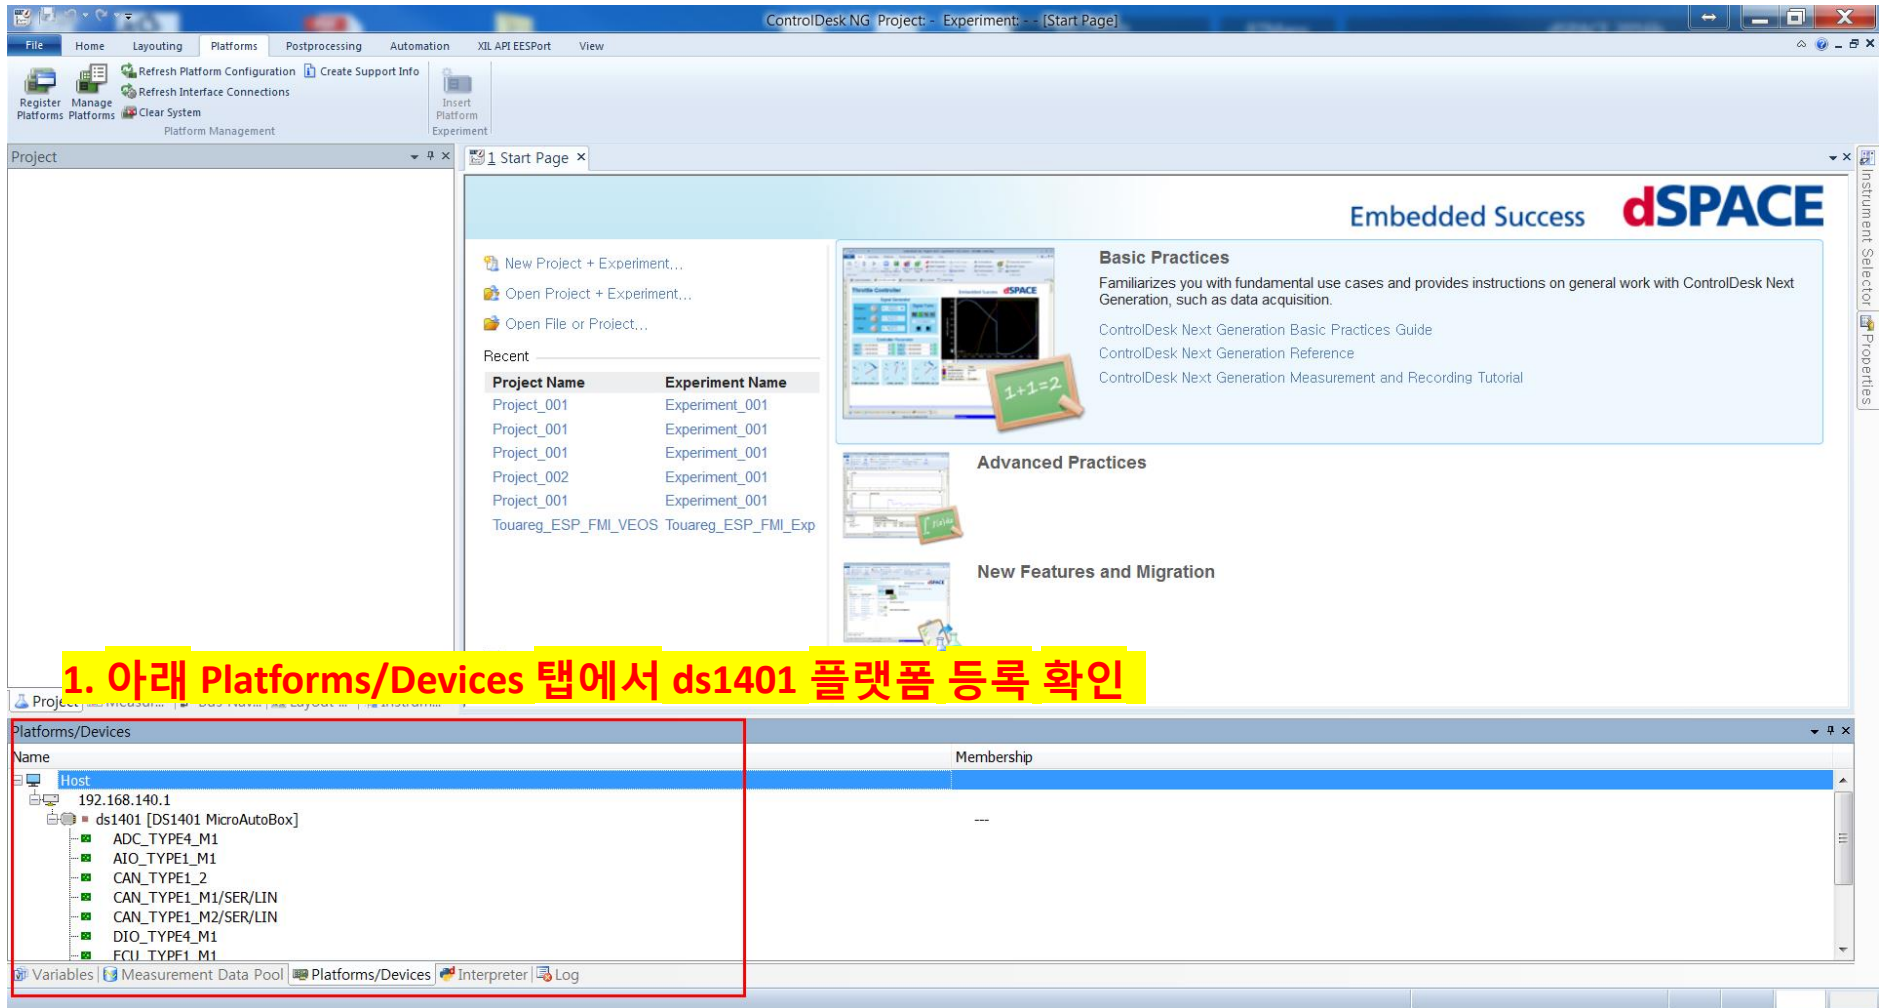 ControlDesk NG Project: - Experiment: - - [Start Page]
File Home Layouting Platforms Postprocessing Automation XIL API EESPort View
Register Platforms
Manage Platforms
Refresh Platform Configuration
Create Support Info
Refresh Interface Connections
Clear System
Platform Management
Insert Platform
Experiment
Project
1 Start Page
Embedded Success dSPACE
New Project + Experiment...
Open Project + Experiment...
Open File or Project...
Recent
Project Name Experiment Name
Project_001 Experiment_001
Project_001 Experiment_001
Project_001 Experiment_001
Project_002 Experiment_001
Project_001 Experiment_001
Touareg_ESP_FMI_VEOS Touareg_ESP_FMI_Exp
1+1=2
Basic Practices
Familiarizes you with fundamental use cases and provides instructions on general work with ControlDesk Next
Generation, such as data acquisition.
ControlDesk Next Generation Basic Practices Guide
ControlDesk Next Generation Reference
ControlDesk Next Generation Measurement and Recording Tutorial
Advanced Practices
New Features and Migration
Instrument Selector
Properties
1. 아래 Platforms/Devices 탭에서 ds1401 플랫폼 등록 확인
Project
Platforms/Devices
Name Membership
Host
192.168.140.1
ds1401 [DS1401 MicroAutoBox] ---
ADC_TYPE4_M1
AIO_TYPE1_M1
CAN_TYPE1_2
CAN_TYPE1_M1/SER/LIN
CAN_TYPE1_M2/SER/LIN
DIO_TYPE4_M1
ECU_TYPE1_M1
Variables Measurement Data Pool Platforms/Devices Interpreter Log